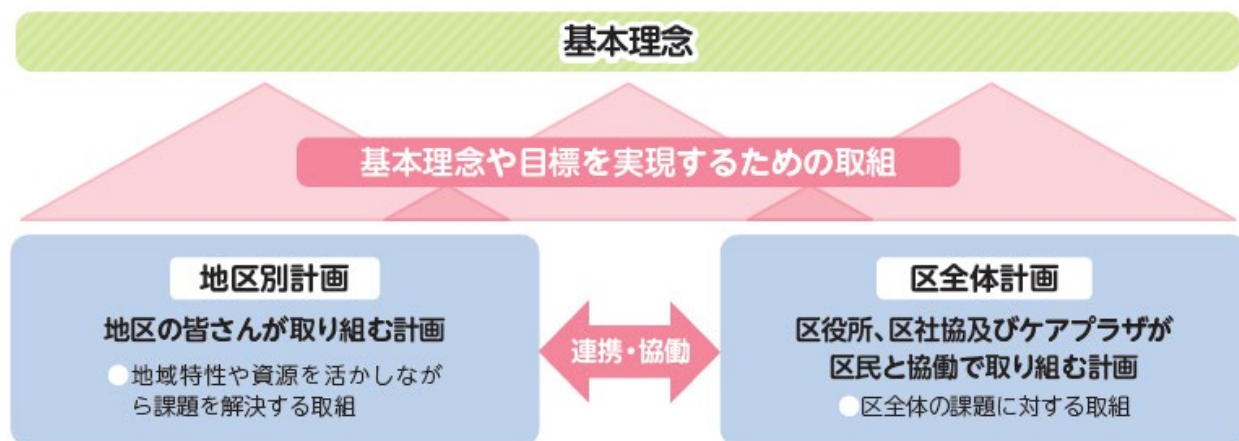 基本理念
基本理念や目標を実現するための取組
地区別計画
地区の皆さんが取り組む計画
●地域特性や資源を活かしなが
ら課題を解決する取組
連携・協働
区全体計画
区役所、区社協及びケアプラザが
区民と協働で取り組む計画
●区全体の課題に対する取組